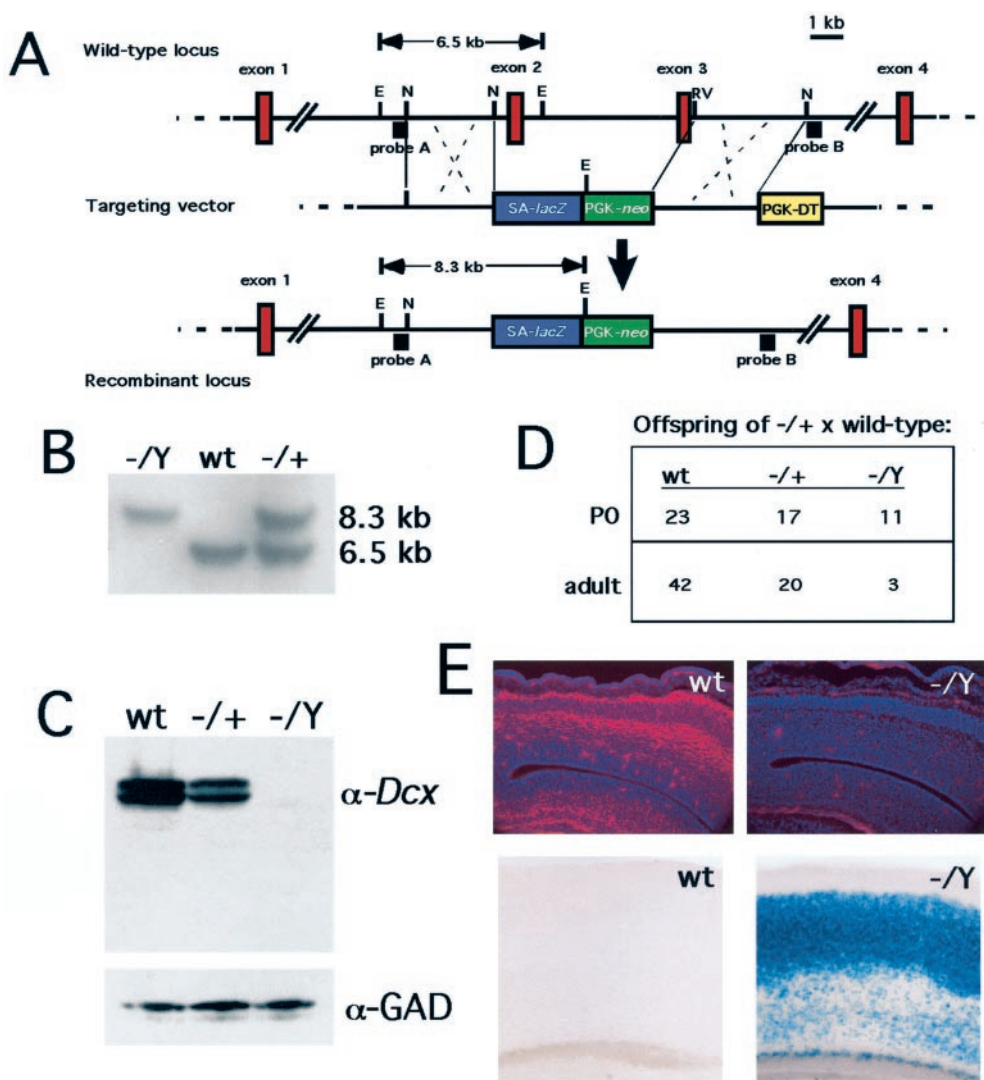 A
Wild-type locus
6.5 kb
1 kb
exon 1
exon 2
exon 3
exon 4
E
N
N
E
RV
N
probe A
probe B
E
Targeting vector
SA-lacZ
PGK-neo
PGK-DT
8.3 kb
exon 1
exon 4
E
N
E
SA-lacZ
PGK-neo
probe A
probe B
Recombinant locus
B
-/Y wt -/+
8.3 kb
6.5 kb
C
wt -/+ -/Y
α-Dcx
α-GAD
D
Offspring of -/+ x wild-type:
wt -/+ -/Y
P0 23 17 11
adult 42 20 3
E
wt
-/Y
wt
-/Y